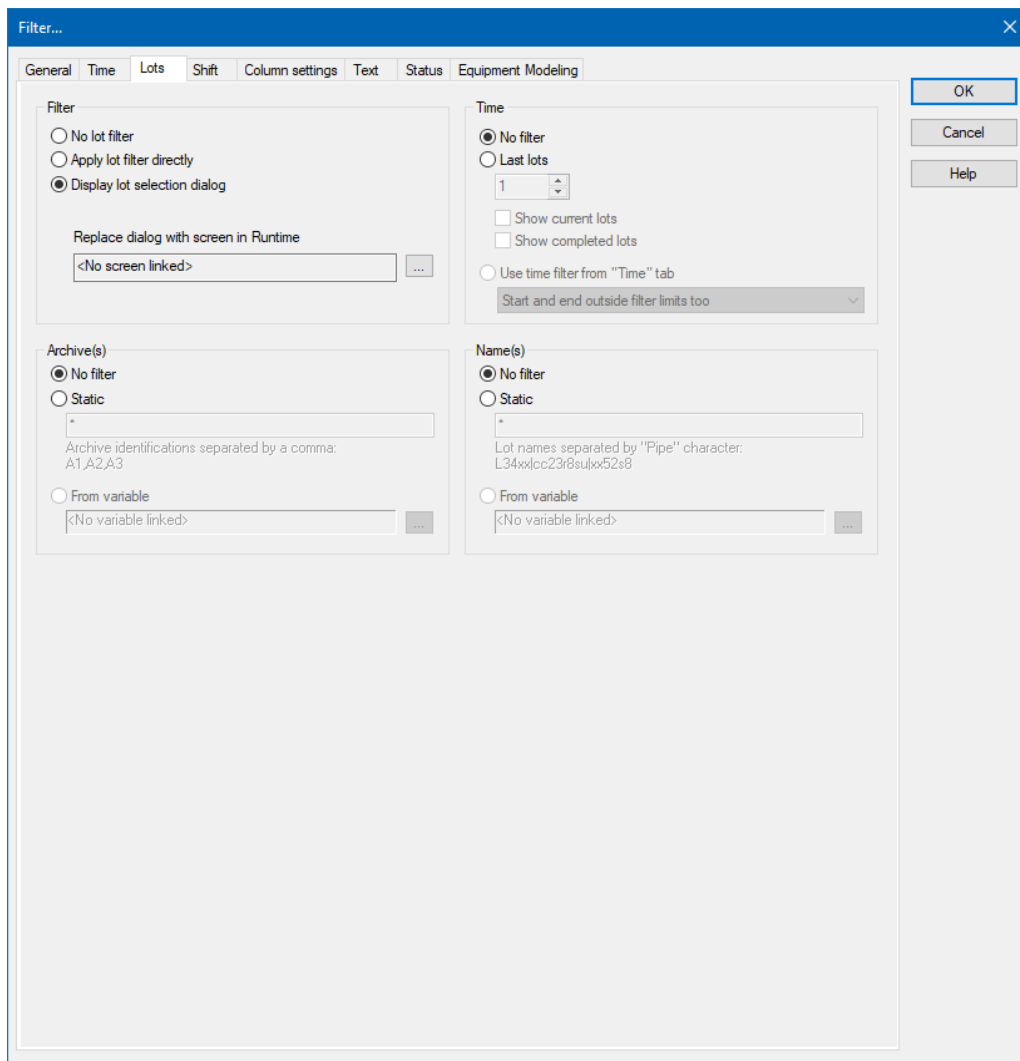 Filter...
General Time Lots Shift Column settings Text Status Equipment Modeling
OK
Cancel
Help
Filter
No lot filter
Apply lot filter directly
Display lot selection dialog
Replace dialog with screen in Runtime
<No screen linked>
...
Time
No filter
Last lots
1
Show current lots
Show completed lots
Use time filter from "Time" tab
Start and end outside filter limits too
Archive(s)
No filter
Static
*
Archive identifications separated by a comma:
A1,A2,A3
From variable
<No variable linked>
...
Name(s)
No filter
Static
*
Lot names separated by "Pipe" character:
L34xx|cc23r8su|xx52s8
From variable
<No variable linked>
...